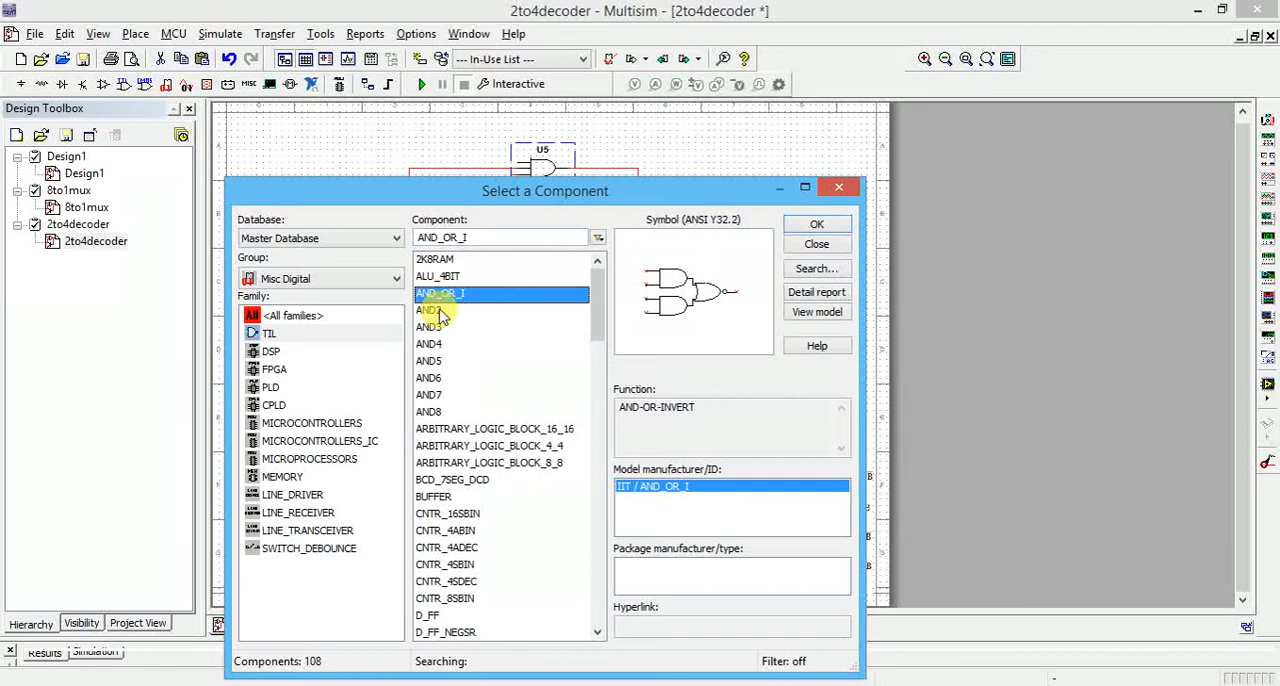 2to4decoder - Multisim - [2to4decoder *]
File Edit View Place MCU Simulate Transfer Tools Reports Options Window Help
--- In-Use List ---
MISC
Interactive
Design Toolbox
Design1
Design1
8to1mux
8to1mux
2to4decoder
2to4decoder
Hierarchy Visibility Project View
Results Simulation
U5
Select a Component
Database:
Master Database
Group:
Misc Digital
Family:
All <All families>
TIL
DSP
FPGA
PLD
CPLD
MICROCONTROLLERS
MICROCONTROLLERS_IC
MICROPROCESSORS
MEMORY
LINE_DRIVER
LINE_RECEIVER
LINE_TRANSCEIVER
SWITCH_DEBOUNCE
Component:
AND_OR_I
2K8RAM
ALU_4BIT
AND_OR_I
AND2
AND3
AND4
AND5
AND6
AND7
AND8
ARBITRARY_LOGIC_BLOCK_16_16
ARBITRARY_LOGIC_BLOCK_4_4
ARBITRARY_LOGIC_BLOCK_8_8
BCD_7SEG_DCD
BUFFER
CNTR_16SBIN
CNTR_4ABIN
CNTR_4ADEC
CNTR_4SBIN
CNTR_4SDEC
CNTR_8SBIN
D_FF
D_FF_NEGSR
Symbol (ANSI Y32.2)
Function:
AND-OR-INVERT
Model manufacturer/ID:
IIT / AND_OR_I
Package manufacturer/type:
Hyperlink:
OK
Close
Search...
Detail report
View model
Help
Components: 108 Searching: Filter: off